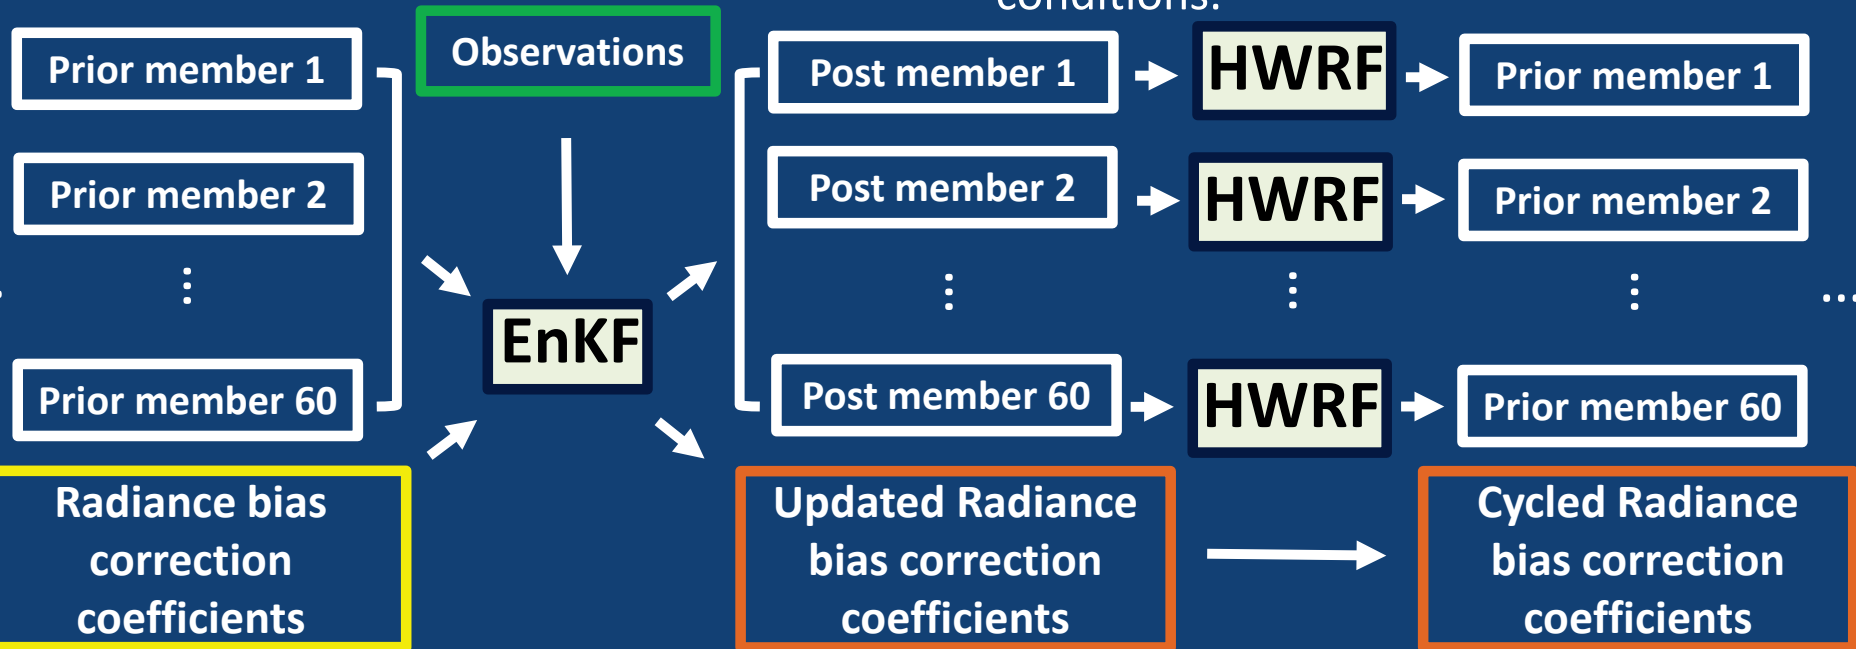 conditions.
Prior member 1
Observations
Post member 1
HWRF
Prior member 1
Prior member 2
Post member 2
HWRF
Prior member 2
⋮
⋮
⋮
⋮
...
EnKF
Prior member 60
Post member 60
HWRF
Prior member 60
Radiance bias
correction
coefficients
Updated Radiance
bias correction
coefficients
Cycled Radiance
bias correction
coefficients